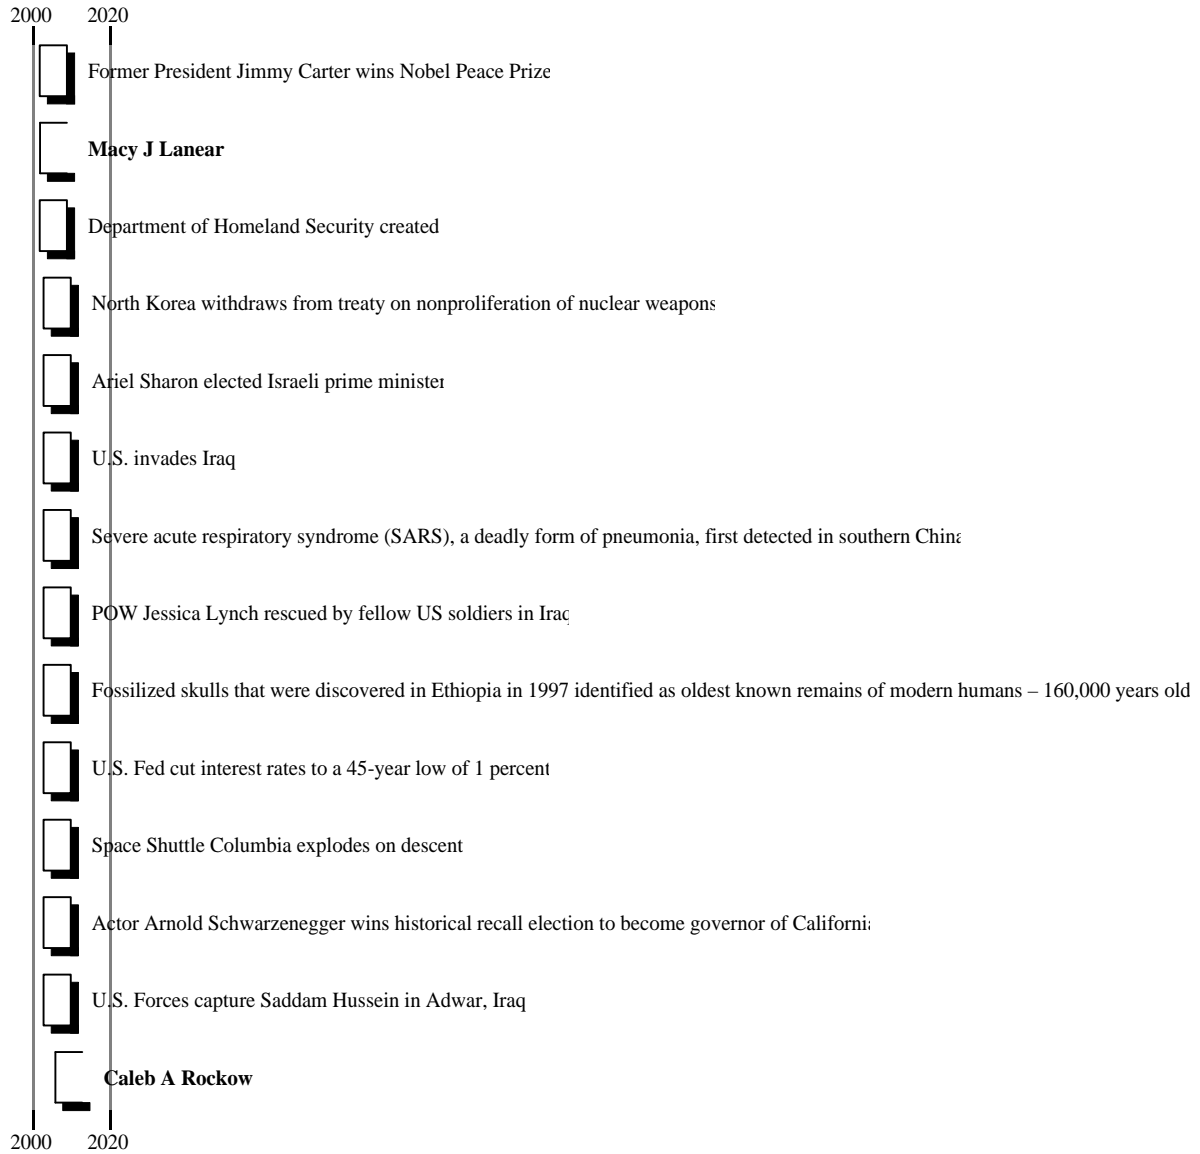 2000 2020
Former President Jimmy Carter wins Nobel Peace Prize
Macy J Lanear
Department of Homeland Security created
North Korea withdraws from treaty on nonproliferation of nuclear weapons
Ariel Sharon elected Israeli prime minister
U.S. invades Iraq
Severe acute respiratory syndrome (SARS), a deadly form of pneumonia, first detected in southern China
POW Jessica Lynch rescued by fellow US soldiers in Iraq
Fossilized skulls that were discovered in Ethiopia in 1997 identified as oldest known remains of modern humans – 160,000 years old
U.S. Fed cut interest rates to a 45-year low of 1 percent
Space Shuttle Columbia explodes on descent
Actor Arnold Schwarzenegger wins historical recall election to become governor of California
U.S. Forces capture Saddam Hussein in Adwar, Iraq
Caleb A Rockow
2000 2020